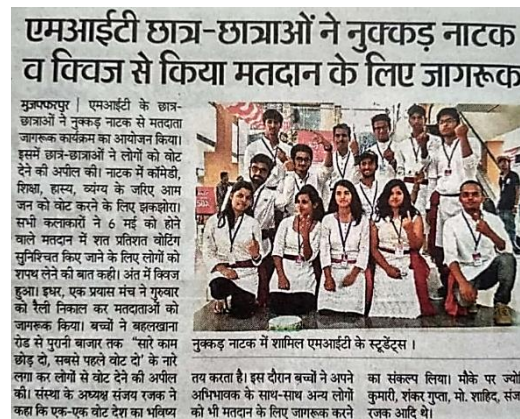 एमआईटी छात्र-छात्राओं ने नुक्कड़ नाटक
व क्विज से किया मतदान के लिए जागरूक
मुजफ्फरपुर | एमआईटी के छात्र-
छात्राओं ने नुक्कड़ नाटक से मतदाता
जागरूक कार्यक्रम का आयोजन किया।
इसमें छात्र-छात्राओं ने लोगों को वोट
देने की अपील की। नाटक में कॉमेडी,
शिक्षा, हास्य, व्यंग्य के जरिए आम
जन को वोट करने के लिए झकझोरा।
सभी कलाकारों ने 6 मई को होने
वाले मतदान में शत प्रतिशत वोटिंग
सुनिश्चित किए जाने के लिए लोगों को
शपथ लेने की बात कही। अंत में क्विज
हुआ। इधर, एक प्रयास मंच ने गुरुवार
को रैली निकाल कर मतदाताओं को
जागरूक किया। बच्चों ने बहलखाना
रोड से पुरानी बाजार तक "सारे काम
छोड़ दो, सबसे पहले वोट दो' के नारे
लगा कर लोगों से वोट देने की अपील
की। संस्था के अध्यक्ष संजय रजक ने
कहा कि एक-एक वोट देश का भविष्य
नुक्कड़ नाटक में शामिल एमआईटी के स्टूडेंट्स ।
तय करता है। इस दौरान बच्चों ने अपने
अभिभावक के साथ-साथ अन्य लोगों
को भी मतदान के लिए जागरूक करने
का संकल्प लिया। मौके पर
कुमारी, शंकर गुप्ता, मो. शाहिद,
रजक आदि थे।